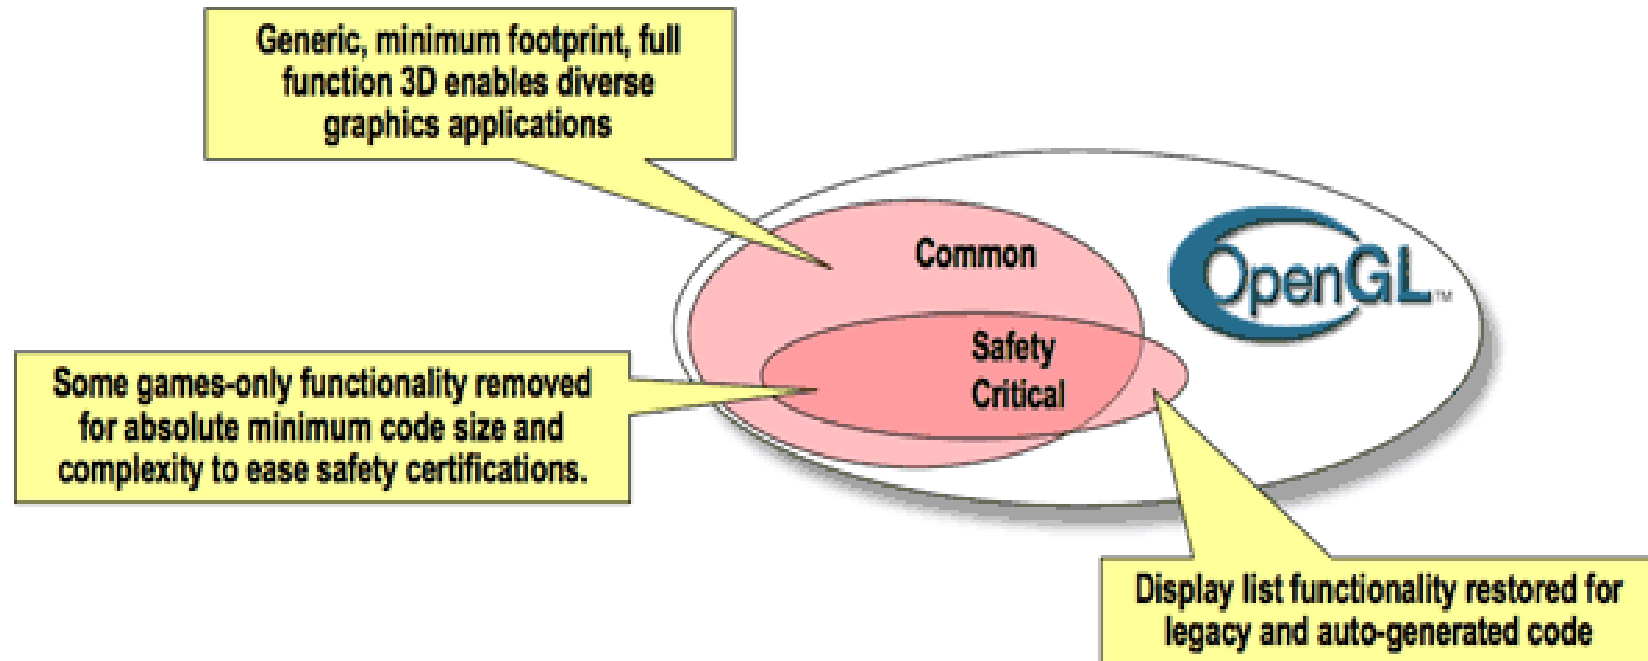 Generic, minimum footprint, full
function 3D enables diverse
graphics applications
Common
OpenGL™
Safety
Critical
Some games-only functionality removed
for absolute minimum code size and
complexity to ease safety certifications.
Display list functionality restored for
legacy and auto-generated code